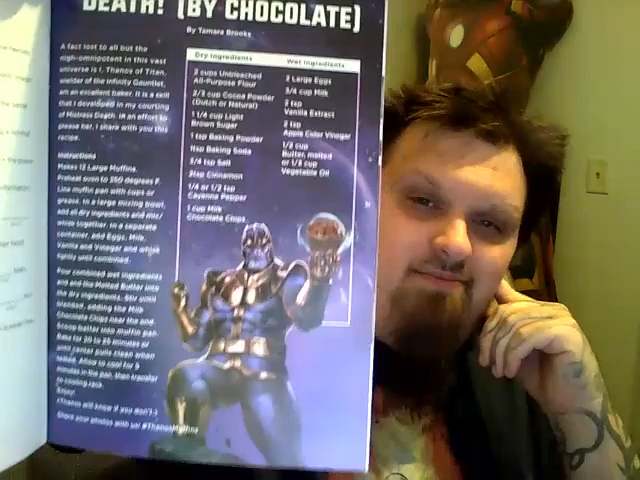 DEATH! (BY CHOCOLATE)
By Tamara Brooks
A fact lost to all but the
nigh-omnipotent in this vast
universe is I, Thanos of Titan,
wielder of the Infinity Gauntlet,
am an excellent baker. It is a skill
that I developed in my courting
of Mistress Death. In an effort to
please her, I share with you this
recipe.
Instructions
Makes 12 Large Muffins.
Preheat oven to 350 degrees F.
Line muffin pan with cups or
grease. In a large mixing bowl,
add all dry ingredients and mix/
whisk together. In a separate
container, add Eggs, Milk,
Vanilla and Vinegar and whisk
lightly until combined.
Pour combined wet ingredients
and the Melted Butter into
the dry ingredients. Stir until
blended, adding the Milk
Chocolate Chips near the end.
Scoop batter into muffin pan.
Bake for 20 to 25 minutes or
until center pulls clean when
tested. Allow to cool for 5
minutes in the pan, then transfer
to cooling rack.
Enjoy!
(Thanos will know if you don't.)
Share your photos with us! #ThanosMuffins
Dry Ingredients
2 cups Unbleached
All-Purpose Flour
2/3 cup Cocoa Powder
(Dutch or Natural)
1 1/4 cup Light
Brown Sugar
1 tsp Baking Powder
1 tsp Baking Soda
3/4 tsp Salt
2 tsp Cinnamon
1/4 or 1/2 tsp
Cayenne Pepper
1 cup Milk
Chocolate Chips
Wet Ingredients
2 Large Eggs
3/4 cup Milk
2 tsp
Vanilla Extract
2 tsp
Apple Cider Vinegar
1/2 cup
Butter, melted
or 1/3 cup
Vegetable Oil